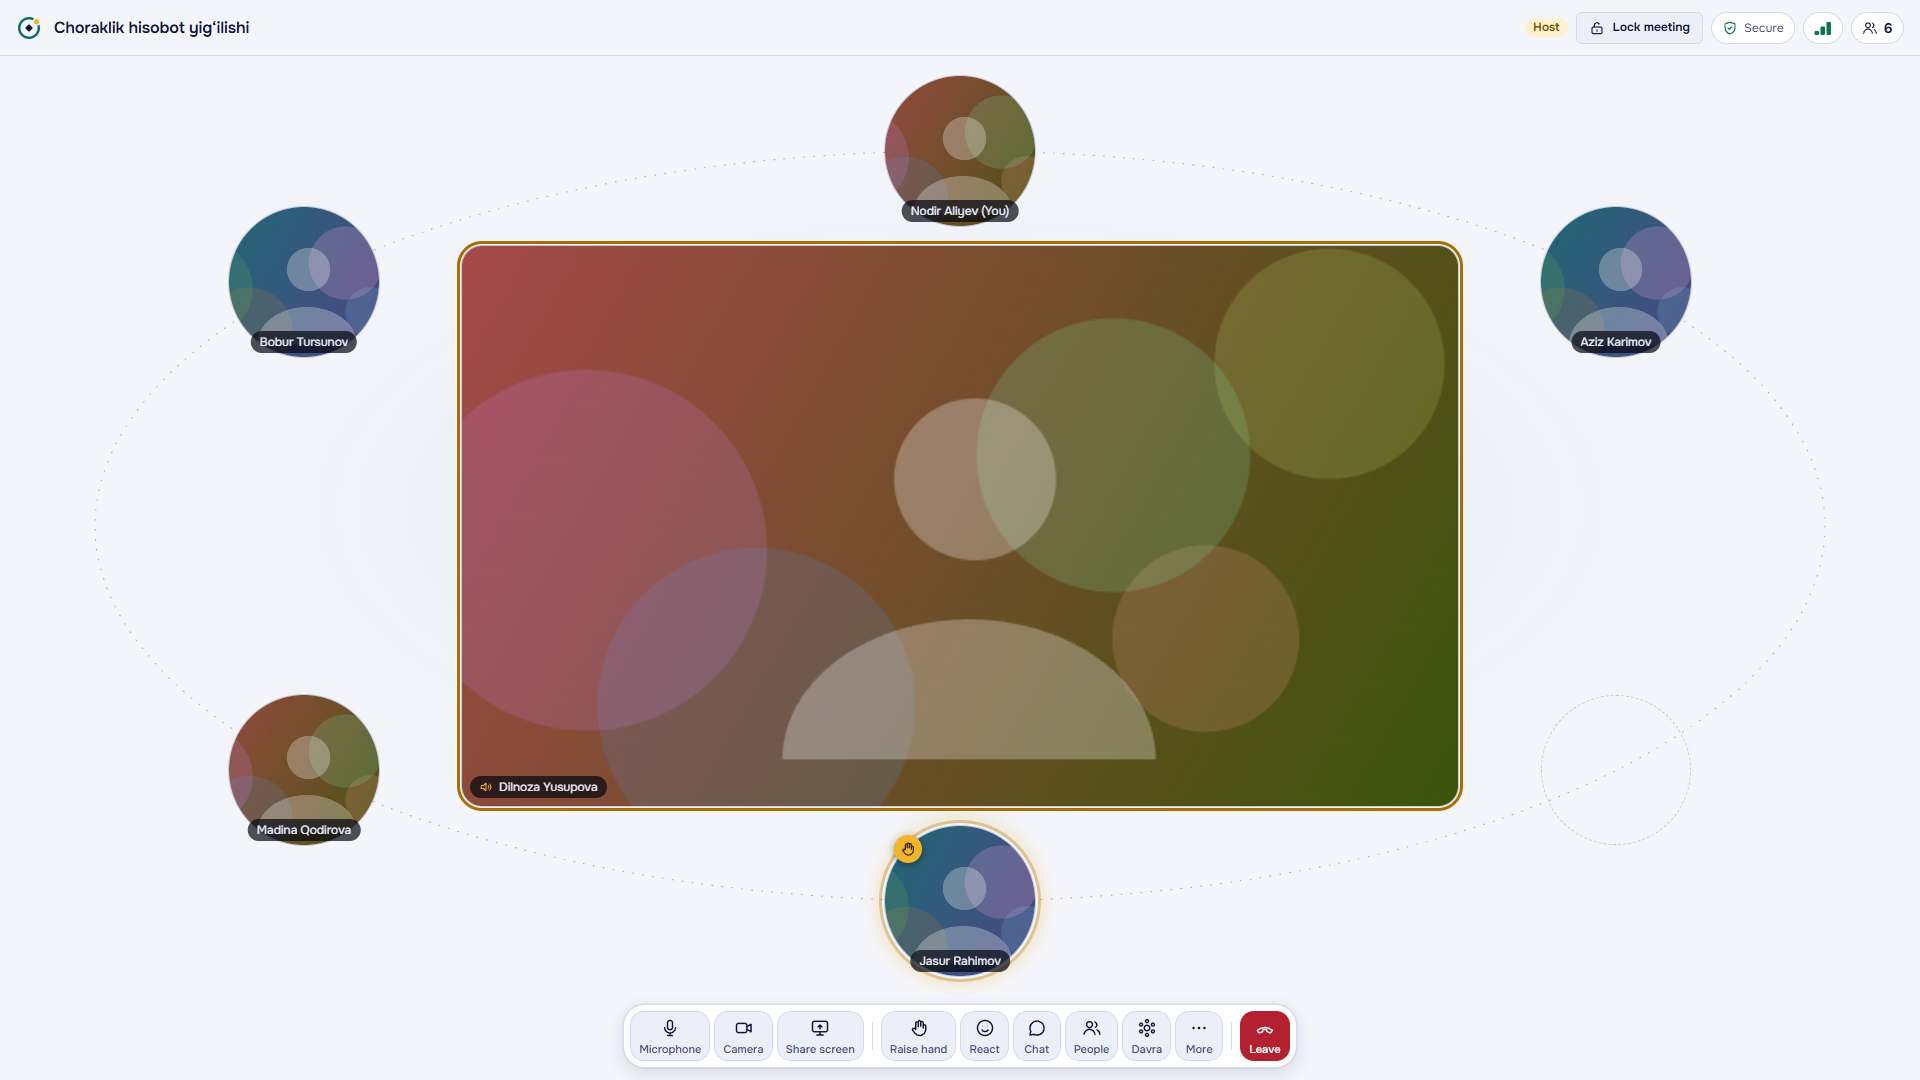 Choraklik hisobot yig‘ilishi
Host
Lock meeting
Secure
6
Nodir Aliyev (You)
Bobur Tursunov
Aziz Karimov
Dilnoza Yusupova
Madina Qodirova
Jasur Rahimov
Microphone
Camera
Share screen
Raise hand
React
Chat
People
Davra
More
Leave